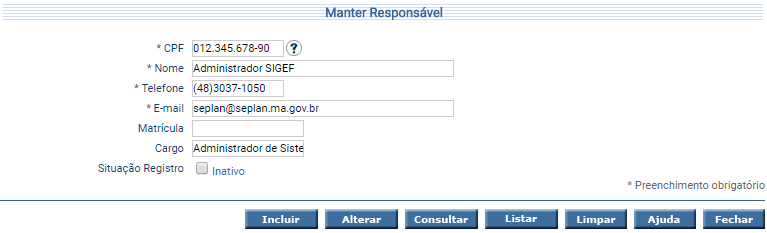 Manter Responsável
* CPF 012.345.678-90 ?
* Nome Administrador SIGEF
* Telefone (48)3037-1050
* E-mail seplan@seplan.ma.gov.br
Matrícula
Cargo Administrador de Siste
Situação Registro Inativo
* Preenchimento obrigatório
Incluir Alterar Consultar Listar Limpar Ajuda Fechar